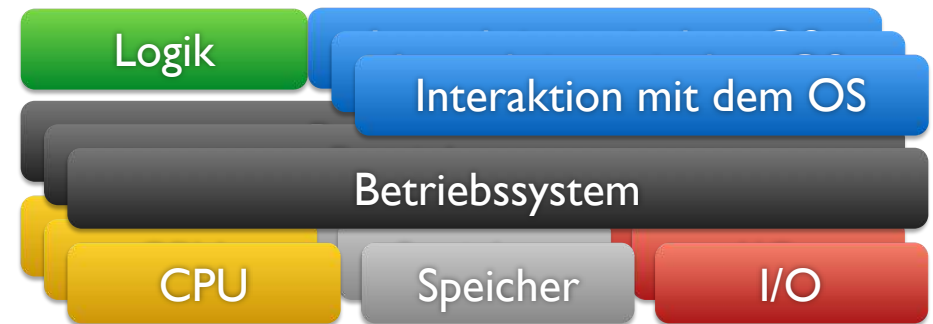 Logik
Interaktion mit dem OS
Betriebssystem
CPU
Speicher
I/O